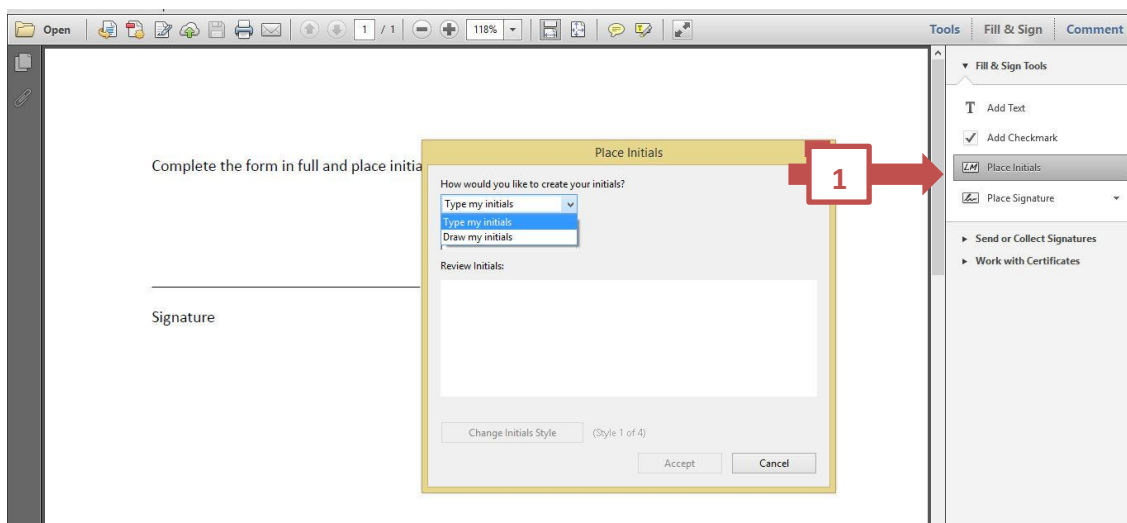 Open
1 / 1
118%
Tools
Fill & Sign
Comment
Fill & Sign Tools
T Add Text
Add Checkmark
LM Place Initials
Place Signature
Send or Collect Signatures
Work with Certificates
Complete the form in full and place initia
Signature
Place Initials
How would you like to create your initials?
Type my initials
Type my initials
Draw my initials
Review Initials:
Change Initials Style (Style 1 of 4)
Accept Cancel
1